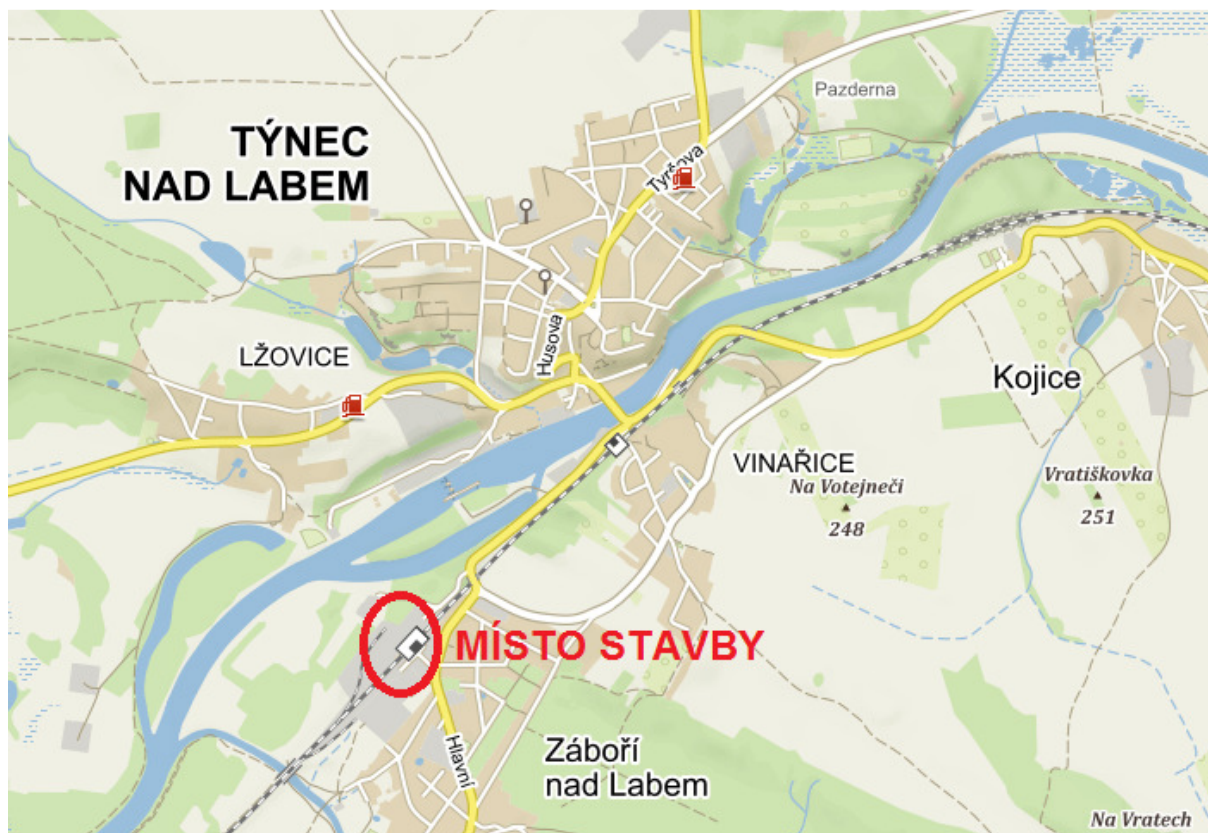 Pazderna
TÝNEC
NAD LABEM
Tyršova
Husova
LŽOVICE
Kojice
VINAŘICE
Na Votejneči
248
Vratiškovka
251
MÍSTO STAVBY
Hlavní
Záboří
nad Labem
Na Vratech